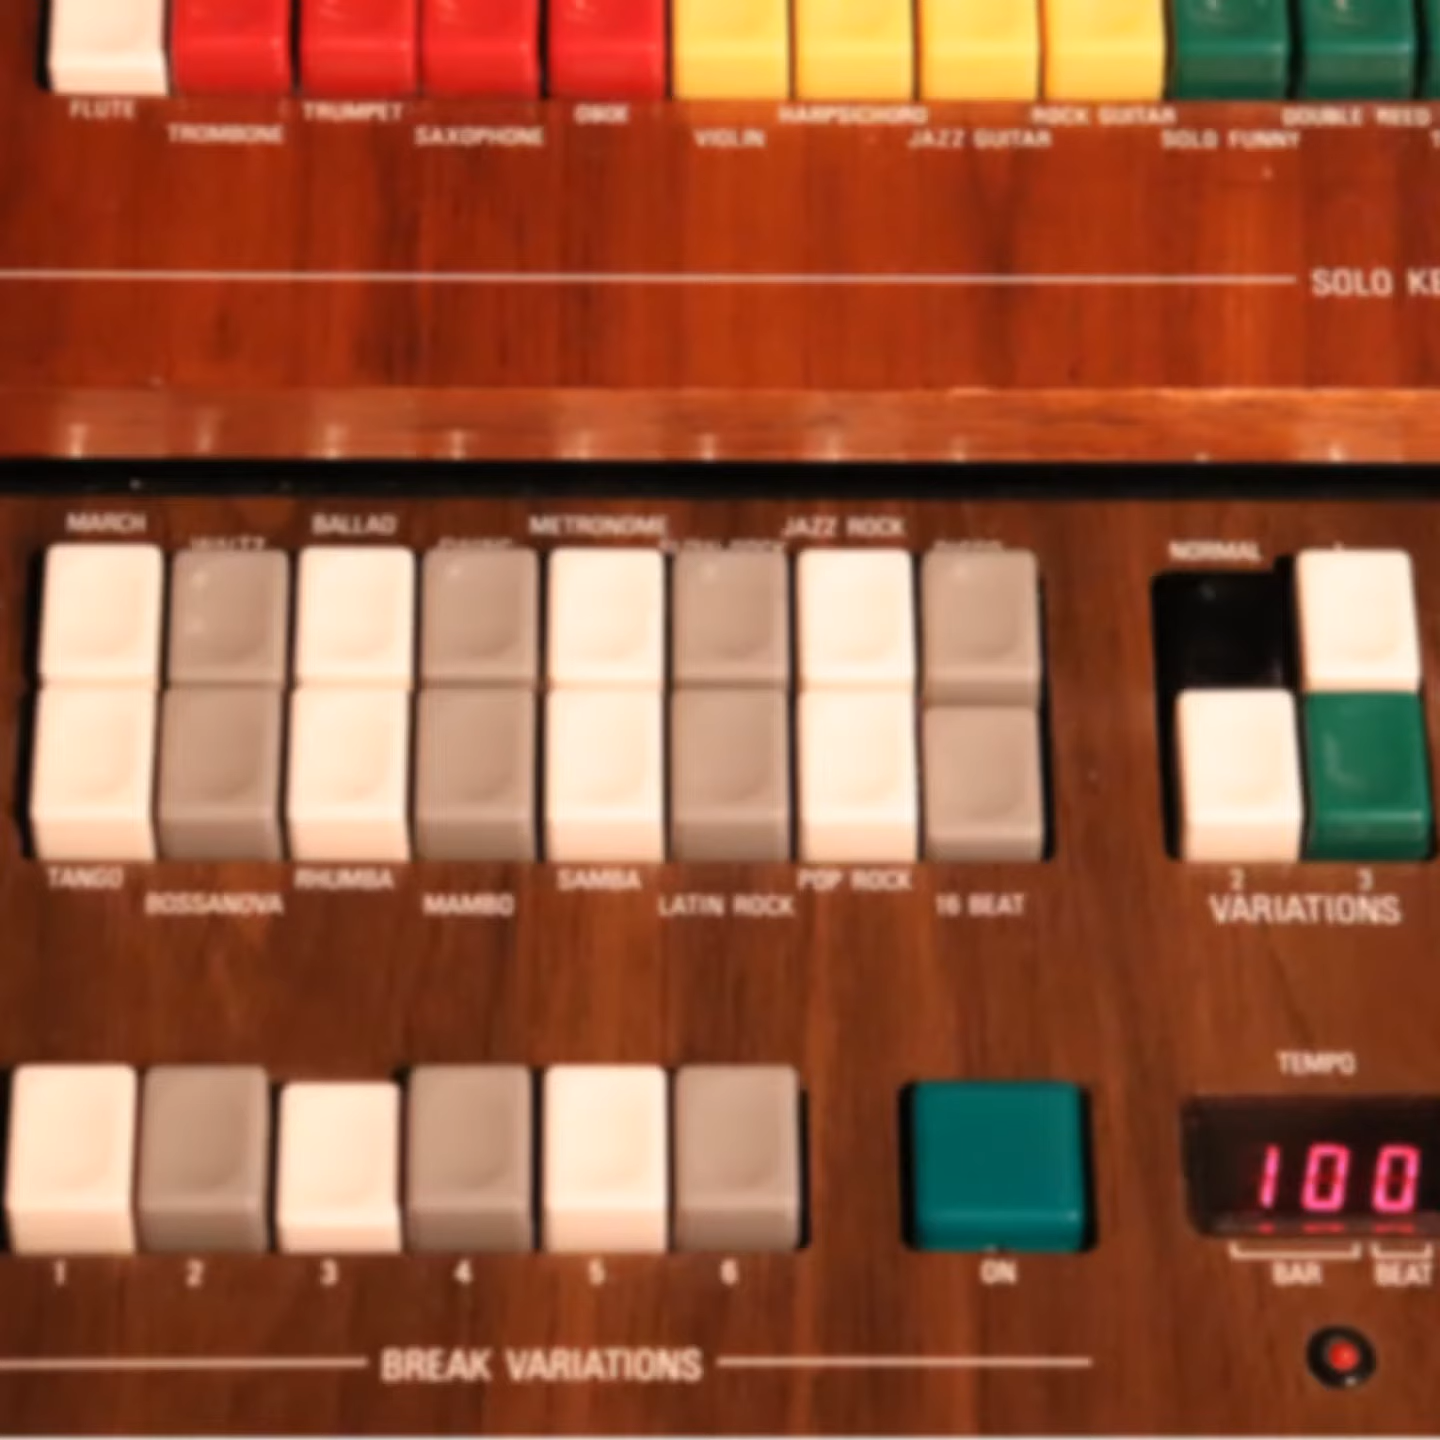 FLUTE
TROMBONE
TRUMPET
SAXOPHONE
OBOE
VIOLIN
HARPSICHORD
JAZZ GUITAR
ROCK GUITAR
SOLO FUNNY
DOUBLE REED
SOLO
MARCH
WALTZ
BALLAD
METRONOME
JAZZ ROCK
NORMAL
TANGO
BOSSANOVA
RHUMBA
MAMBO
SAMBA
LATIN ROCK
POP ROCK
16 BEAT
2 3
VARIATIONS
TEMPO
100
BAR BEAT
1 2 3 4 5 6
ON
BREAK VARIATIONS